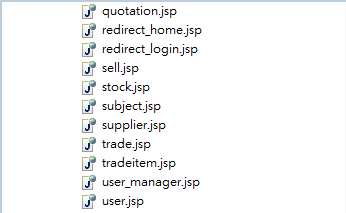 quotation.jsp
redirect_home.jsp
redirect_login.jsp
sell.jsp
stock.jsp
subject.jsp
supplier.jsp
trade.jsp
tradeitem.jsp
user_manager.jsp
user.jsp